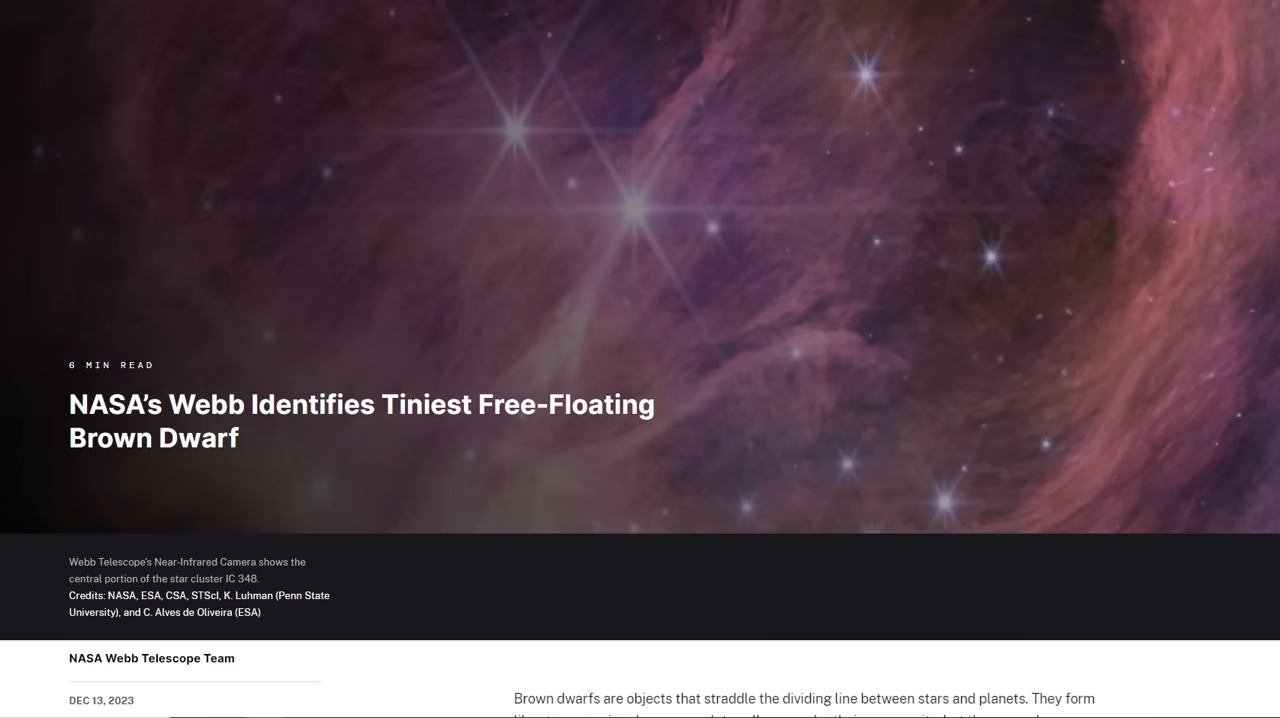 6 MIN READ
NASA’s Webb Identifies Tiniest Free-Floating
Brown Dwarf
Webb Telescope's Near-Infrared Camera shows the
central portion of the star cluster IC 348.
Credits: NASA, ESA, CSA, STScI, K. Luhman (Penn State
University), and C. Alves de Oliveira (ESA)
NASA Webb Telescope Team
DEC 13, 2023
Brown dwarfs are objects that straddle the dividing line between stars and planets. They form